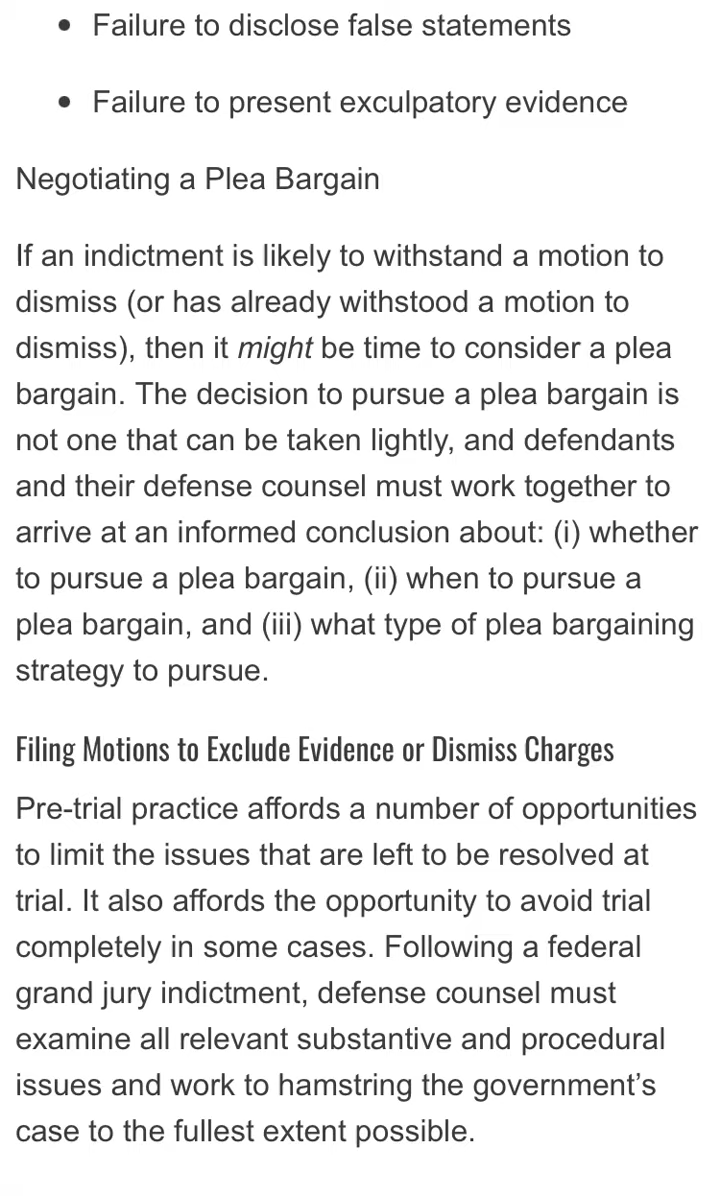 • Failure to disclose false statements
• Failure to present exculpatory evidence
Negotiating a Plea Bargain
If an indictment is likely to withstand a motion to
dismiss (or has already withstood a motion to
dismiss), then it might be time to consider a plea
bargain. The decision to pursue a plea bargain is
not one that can be taken lightly, and defendants
and their defense counsel must work together to
arrive at an informed conclusion about: (i) whether
to pursue a plea bargain, (ii) when to pursue a
plea bargain, and (iii) what type of plea bargaining
strategy to pursue.
Filing Motions to Exclude Evidence or Dismiss Charges
Pre-trial practice affords a number of opportunities
to limit the issues that are left to be resolved at
trial. It also affords the opportunity to avoid trial
completely in some cases. Following a federal
grand jury indictment, defense counsel must
examine all relevant substantive and procedural
issues and work to hamstring the government’s
case to the fullest extent possible.